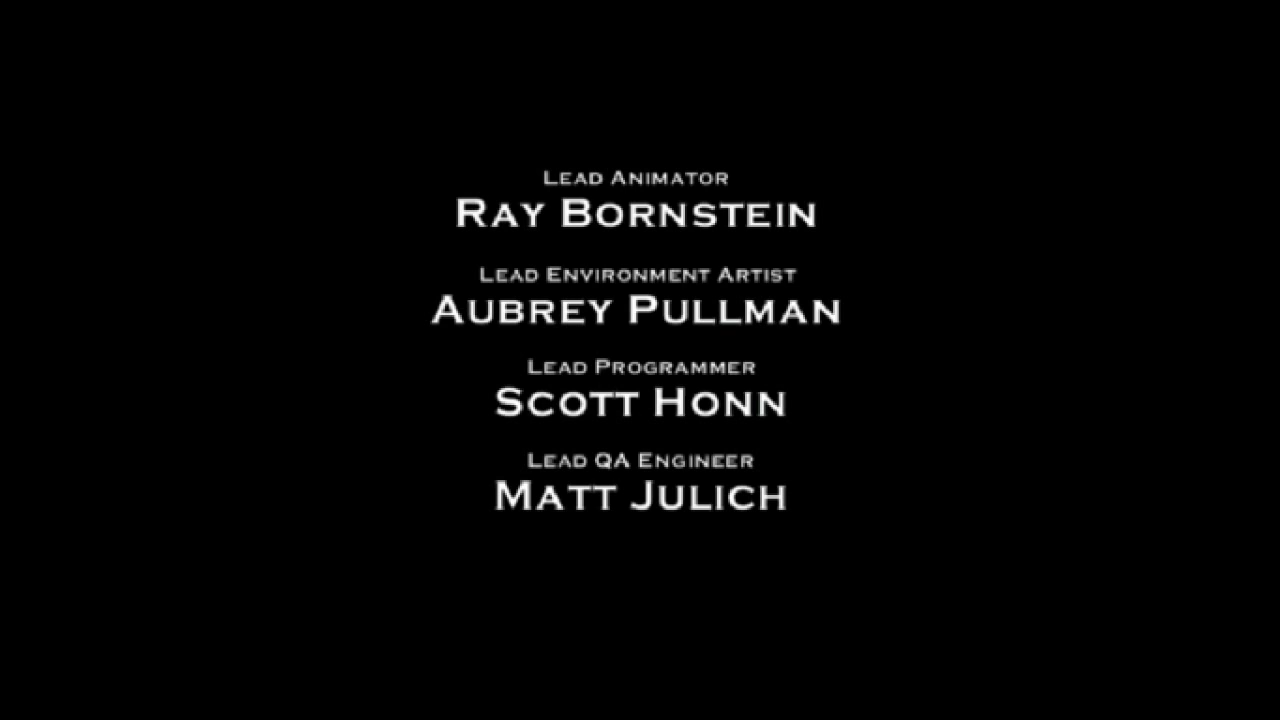 Lead Animator
Ray Bornstein
Lead Environment Artist
Aubrey Pullman
Lead Programmer
Scott Honn
Lead QA Engineer
Matt Julich